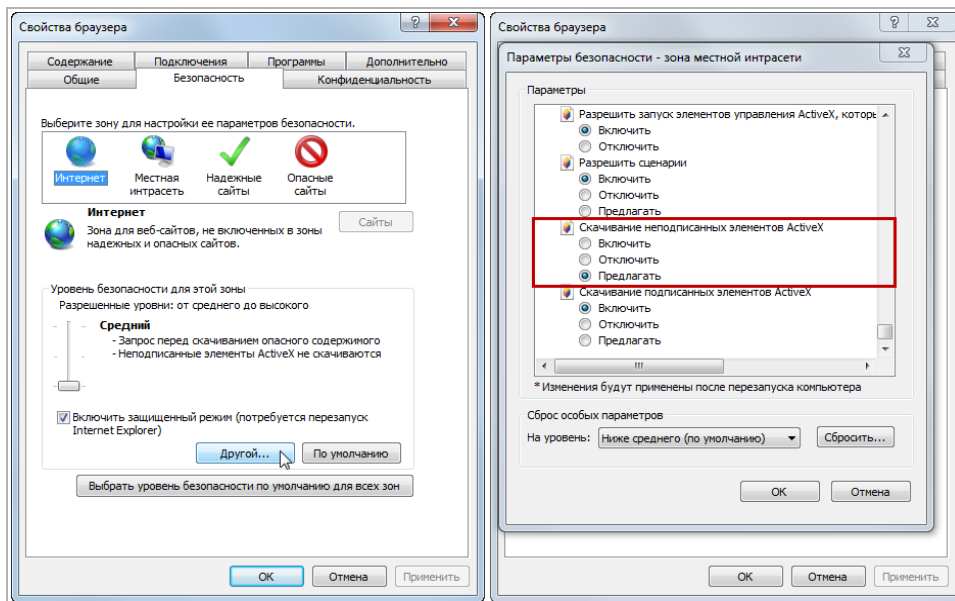 Свойства браузера
Содержание Подключения Программы Дополнительно
Общие Безопасность Конфиденциальность
Выберите зону для настройки ее параметров безопасности.
Интернет Местная интрасеть Надежные сайты Опасные сайты
Интернет
Сайты
Зона для веб-сайтов, не включенных в зоны
надежных и опасных сайтов.
Уровень безопасности для этой зоны
Разрешенные уровни: от среднего до высокого
Средний
- Запрос перед скачиванием опасного содержимого
- Неподписанные элементы ActiveX не скачиваются
Включить защищенный режим (потребуется перезапуск
Internet Explorer)
Другой... По умолчанию
Выбрать уровень безопасности по умолчанию для всех зон
OK Отмена Применить
Свойства браузера
Параметры безопасности - зона местной интрасети
Параметры
Разрешить запуск элементов управления ActiveX, которы
Включить
Отключить
Разрешить сценарии
Включить
Отключить
Предлагать
Скачивание неподписанных элементов ActiveX
Включить
Отключить
Предлагать
Скачивание подписанных элементов ActiveX
Включить
Отключить
Предлагать
* Изменения будут применены после перезапуска компьютера
Сброс особых параметров
На уровень: Ниже среднего (по умолчанию) Сбросить...
OK Отмена
OK Отмена Применить